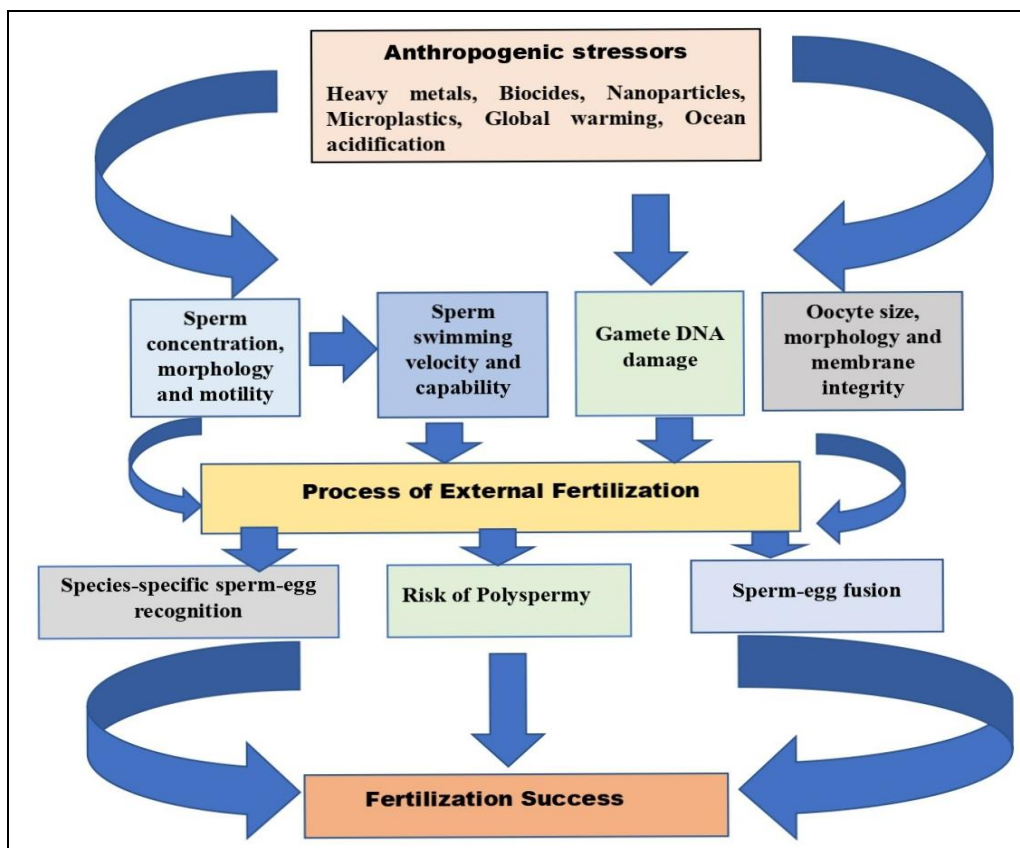 Anthropogenic stressors
Heavy metals, Biocides, Nanoparticles,
Microplastics, Global warming, Ocean
acidification
Sperm
concentration,
morphology
and motility
Sperm
swimming
velocity and
capability
Gamete DNA
damage
Oocyte size,
morphology and
membrane
integrity
Process of External Fertilization
Species-specific sperm-egg
recognition
Risk of Polyspermy
Sperm-egg fusion
Fertilization Success